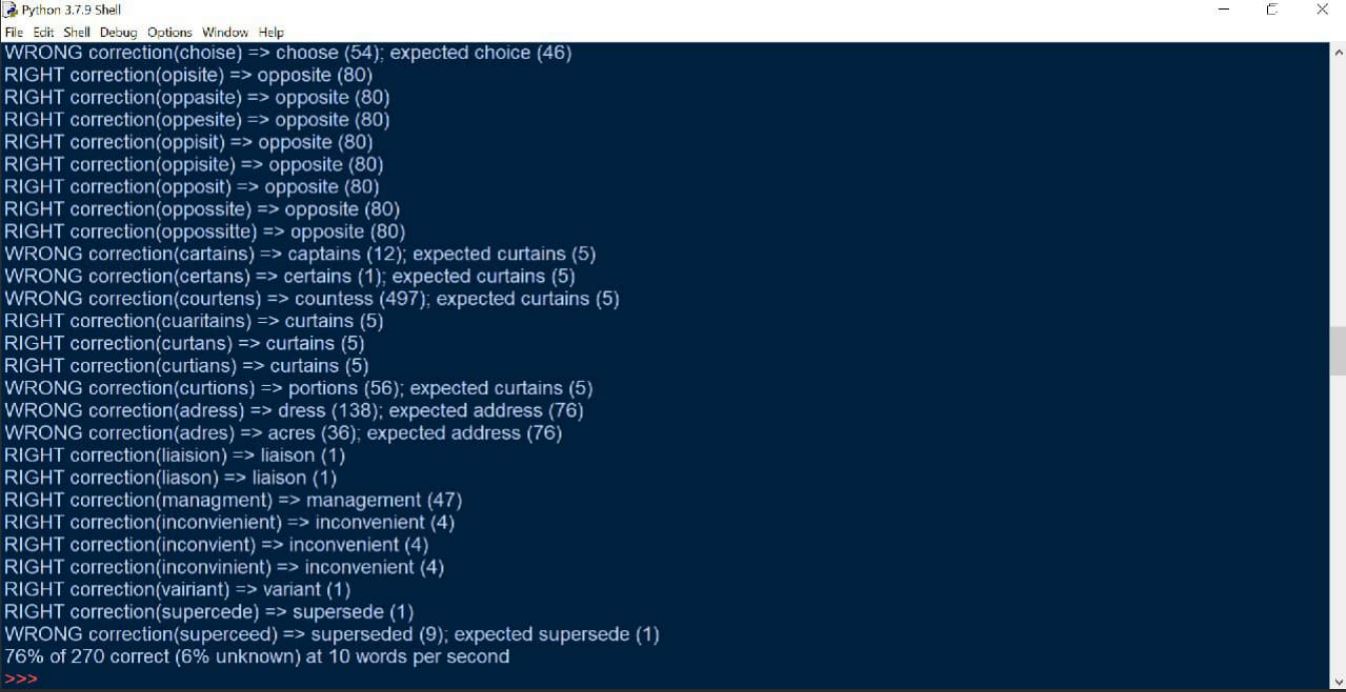 Python 3.7.9 Shell
File Edit Shell Debug Options Window Help
WRONG correction(choise) => choose (54); expected choice (46)
RIGHT correction(opisite) => opposite (80)
RIGHT correction(oppasite) => opposite (80)
RIGHT correction(oppesite) => opposite (80)
RIGHT correction(oppisit) => opposite (80)
RIGHT correction(oppisite) => opposite (80)
RIGHT correction(opposit) => opposite (80)
RIGHT correction(oppossite) => opposite (80)
RIGHT correction(oppossitte) => opposite (80)
WRONG correction(cartains) => captains (12); expected curtains (5)
WRONG correction(certans) => certains (1); expected curtains (5)
WRONG correction(courtens) => countess (497); expected curtains (5)
RIGHT correction(cuaritains) => curtains (5)
RIGHT correction(curtans) => curtains (5)
RIGHT correction(curtians) => curtains (5)
WRONG correction(curtions) => portions (56); expected curtains (5)
WRONG correction(adress) => dress (138); expected address (76)
WRONG correction(adres) => acres (36); expected address (76)
RIGHT correction(liaision) => liaison (1)
RIGHT correction(liason) => liaison (1)
RIGHT correction(managment) => management (47)
RIGHT correction(inconvienient) => inconvenient (4)
RIGHT correction(inconvient) => inconvenient (4)
RIGHT correction(inconvinient) => inconvenient (4)
RIGHT correction(vairiant) => variant (1)
RIGHT correction(supercede) => supersede (1)
WRONG correction(superceed) => superseded (9); expected supersede (1)
76% of 270 correct (6% unknown) at 10 words per second
>>>